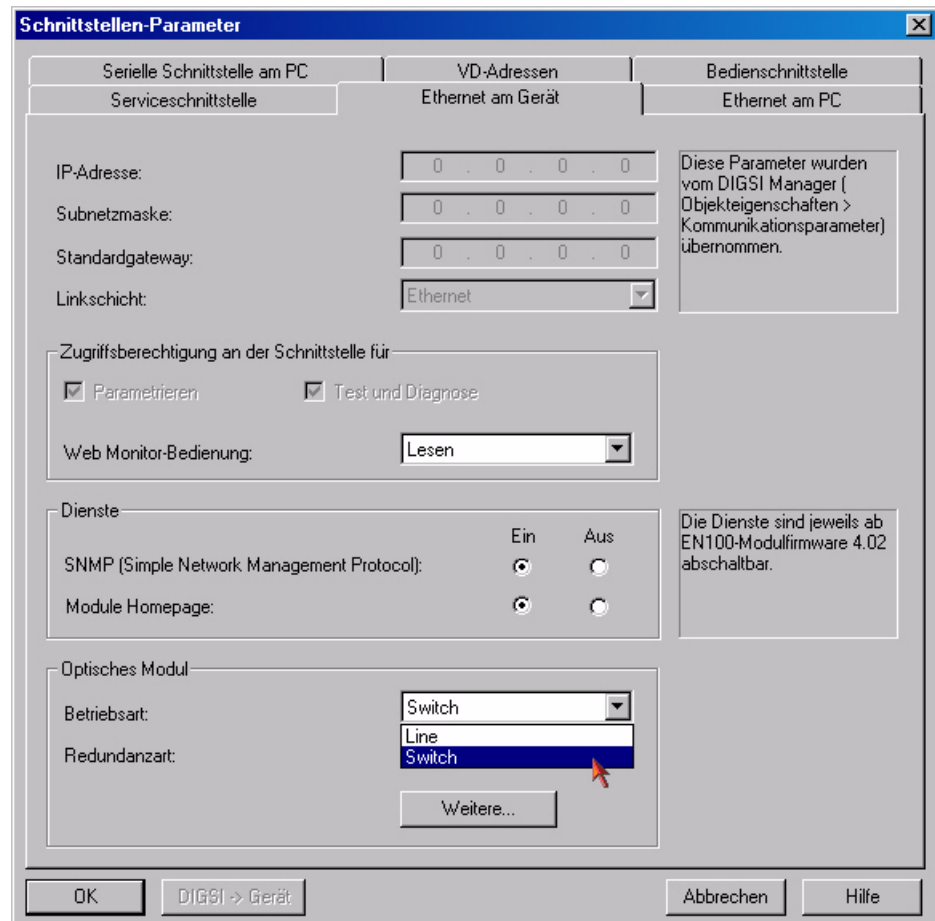 Schnittstellen-Parameter
Serielle Schnittstelle am PC
VD-Adressen
Bedienschnittstelle
Serviceschnittstelle
Ethernet am Gerät
Ethernet am PC
IP-Adresse:
0 . 0 . 0 . 0
Subnetzmaske:
0 . 0 . 0 . 0
Standardgateway:
0 . 0 . 0 . 0
Linkschicht:
Ethernet
Diese Parameter wurden
vom DIGSI Manager (
Objekteigenschaften >
Kommunikationsparameter)
übernommen.
Zugriffsberechtigung an der Schnittstelle für
Parametrieren
Test und Diagnose
Web Monitor-Bedienung:
Lesen
Dienste
Ein
Aus
SNMP (Simple Network Management Protocol):
Module Homepage:
Die Dienste sind jeweils ab
EN100-Modulfirmware 4.02
abschaltbar.
Optisches Modul
Betriebsart:
Switch
Line
Switch
Redundanzart:
Weitere...
OK
DIGSI -> Gerät
Abbrechen
Hilfe